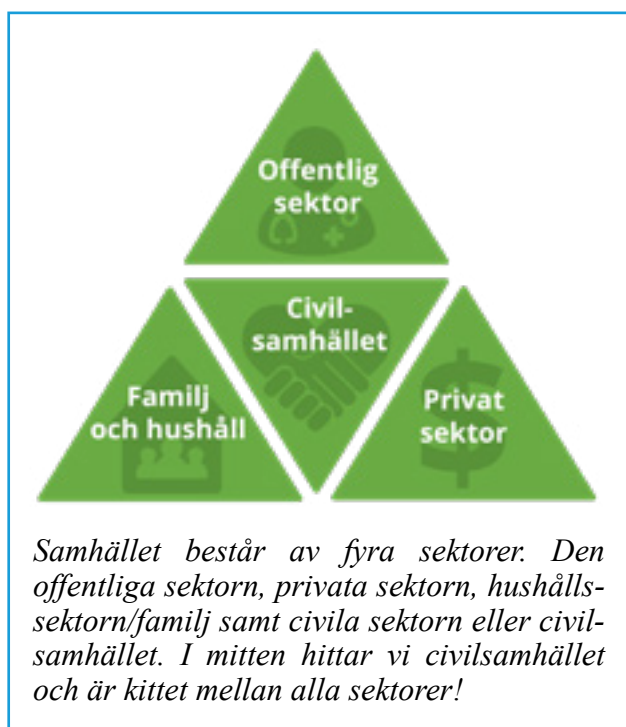 Offentlig
sektor
Civil-
samhället
Familj
och hushåll
Privat
sektor
Samhället består av fyra sektorer. Den
offentliga sektorn, privata sektorn, hushålls-
sektorn/familj samt civila sektorn eller civil-
samhället. I mitten hittar vi civilsamhället
och är kittet mellan alla sektorer!